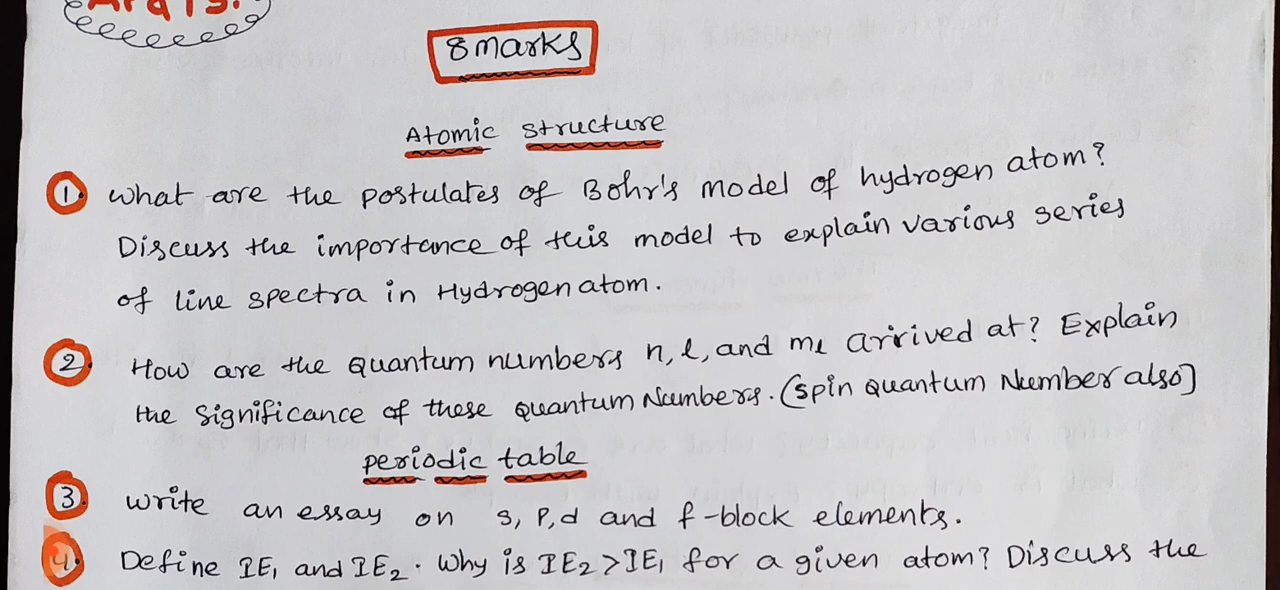 8 marks
Atomic structure
1. What are the postulates of Bohr's model of hydrogen atom?
Discuss the importance of this model to explain various series
of line spectra in Hydrogen atom.
2. How are the Quantum numbers n, l, and ml arrived at? Explain
the significance of these quantum Numbers. (spin quantum Number also)
periodic table
3. write an essay on s, p, d and f-block elements.
4. Define IE₁ and IE₂. Why is IE₂ > IE₁ for a given atom? Discuss the